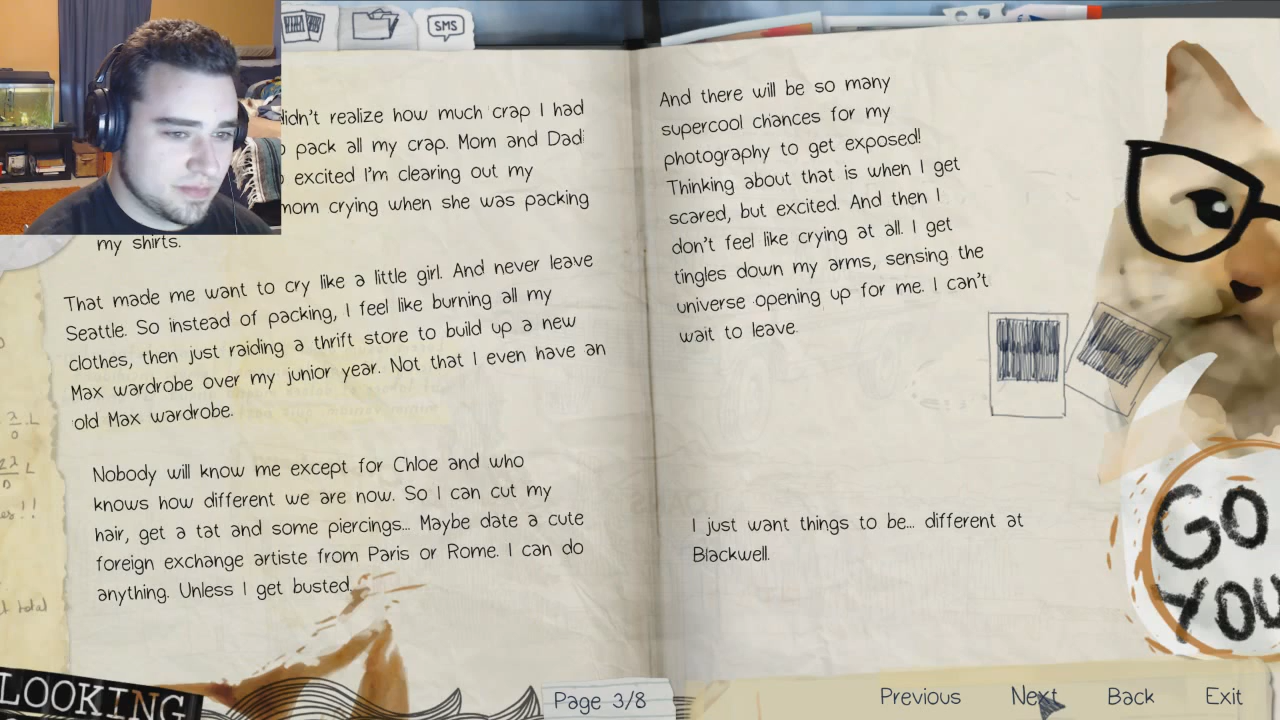 SMS
didn't realize how much crap I had
pack all my crap. Mom and Dad
excited I'm clearing out my
mom crying when she was packing
my shirts.
That made me want to cry like a little girl. And never leave
Seattle. So instead of packing, I feel like burning all my
clothes, then just raiding a thrift store to build up a new
Max wardrobe over my junior year. Not that I even have an
old Max wardrobe.
Nobody will know me except for Chloe and who
knows how different we are now. So I can cut my
hair, get a tat and some piercings... Maybe date a cute
foreign exchange artiste from Paris or Rome. I can do
anything. Unless I get busted.
And there will be so many
supercool chances for my
photography to get exposed!
Thinking about that is when I get
scared, but excited. And then I
don't feel like crying at all. I get
tingles down my arms, sensing the
universe opening up for me. I can't
wait to leave.
I just want things to be... different at
Blackwell.
GO
YOU
LOOKING
Page 3/8
Previous Next Back Exit